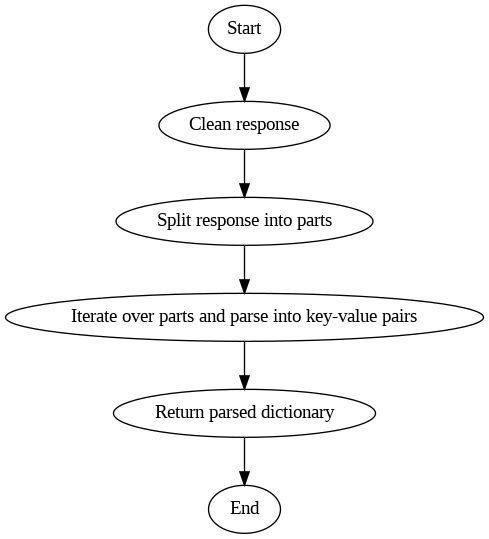 Start
Clean response
Split response into parts
Iterate over parts and parse into key-value pairs
Return parsed dictionary
End